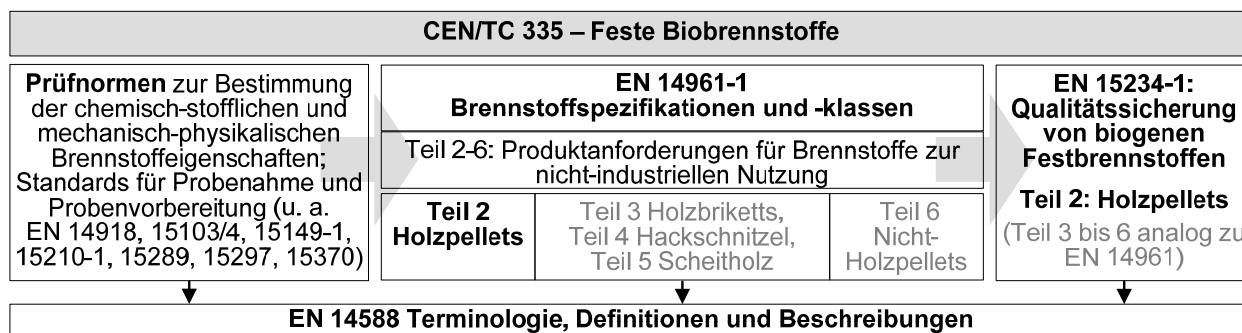 CEN/TC 335 – Feste Biobrennstoffe
Prüfnormen zur Bestimmung
der chemisch-stofflichen und
mechanisch-physikalischen
Brennstoffeigenschaften;
Standards für Probenahme und
Probenvorbereitung (u. a.
EN 14918, 15103/4, 15149-1,
15210-1, 15289, 15297, 15370)
EN 14961-1
Brennstoffspezifikationen und -klassen
Teil 2-6: Produktanforderungen für Brennstoffe zur
nicht-industriellen Nutzung
Teil 2
Holzpellets
Teil 3 Holzbriketts,
Teil 4 Hackschnitzel,
Teil 5 Scheitholz
Teil 6
Nicht-
Holzpellets
EN 15234-1:
Qualitätssicherung
von biogenen
Festbrennstoffen
Teil 2: Holzpellets
(Teil 3 bis 6 analog zu
EN 14961)
EN 14588 Terminologie, Definitionen und Beschreibungen